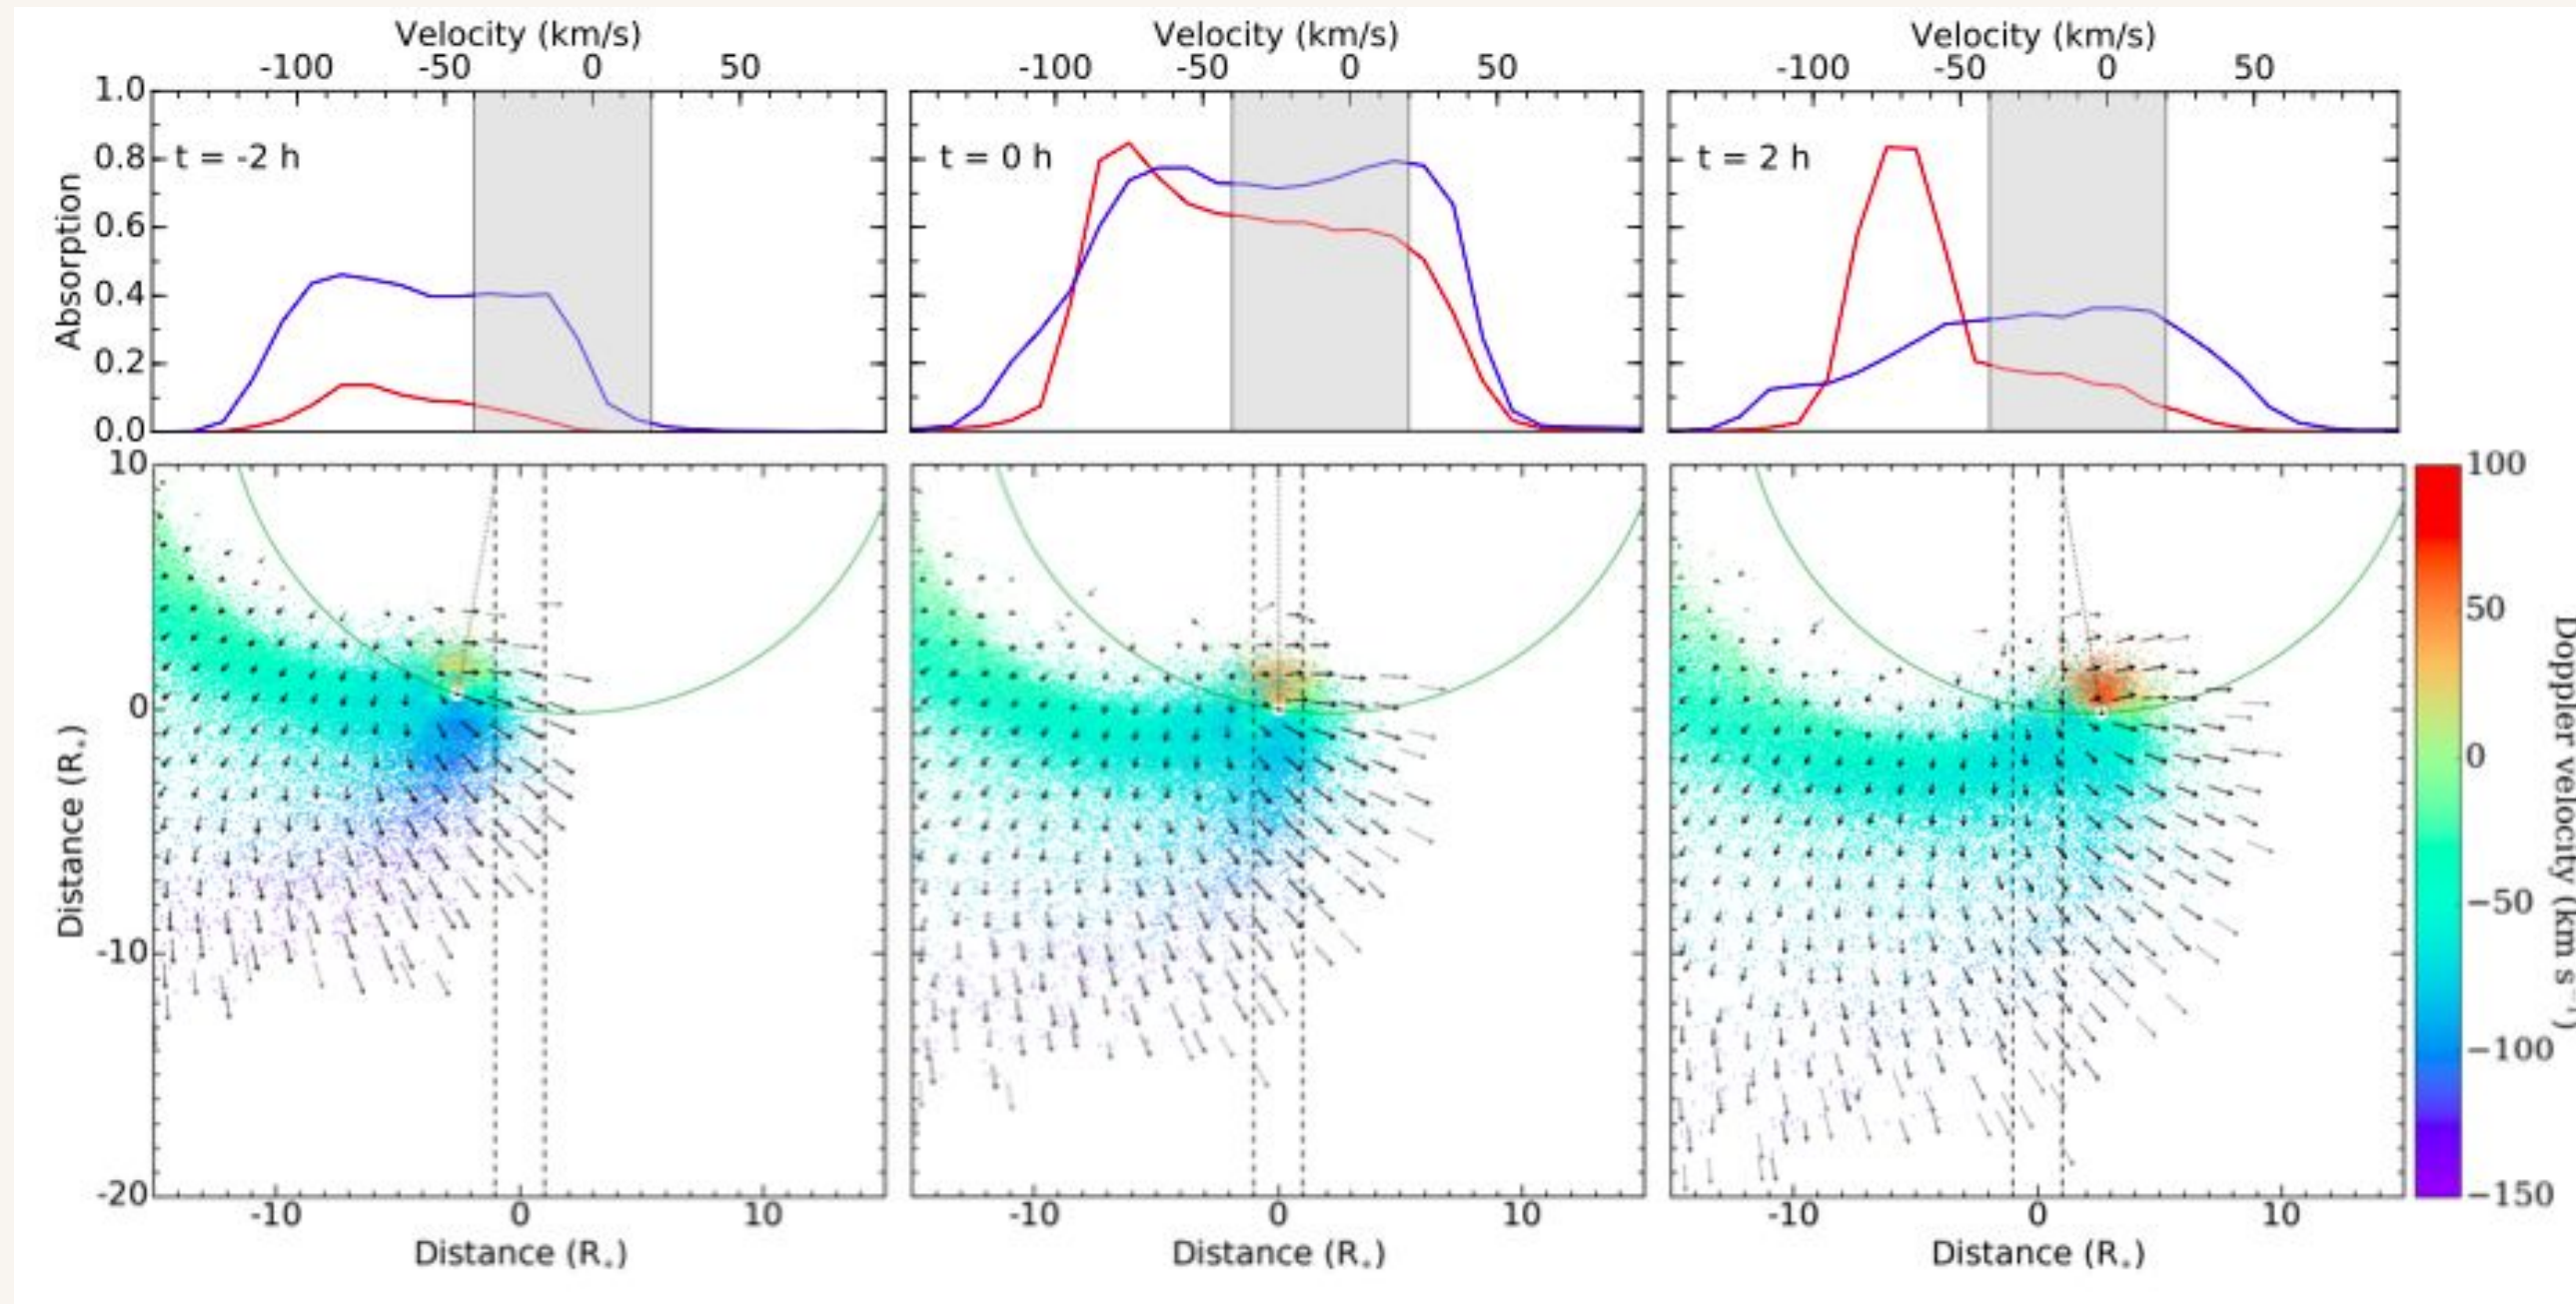 Velocity (km/s) Velocity (km/s) Velocity (km/s)
-100 -50 0 50 -100 -50 0 50 -100 -50 0 50
1.0
t = -2 h t = 0 h t = 2 h
0.8
0.6
0.4
0.2
0.0
Absorption
10
0
-10
-20
Distance (R⋆)
-10 0 10 -10 0 10 -10 0 10
Distance (R⋆) Distance (R⋆) Distance (R⋆)
100
50
0
−50
−100
−150
Doppler velocity (km s⁻¹)